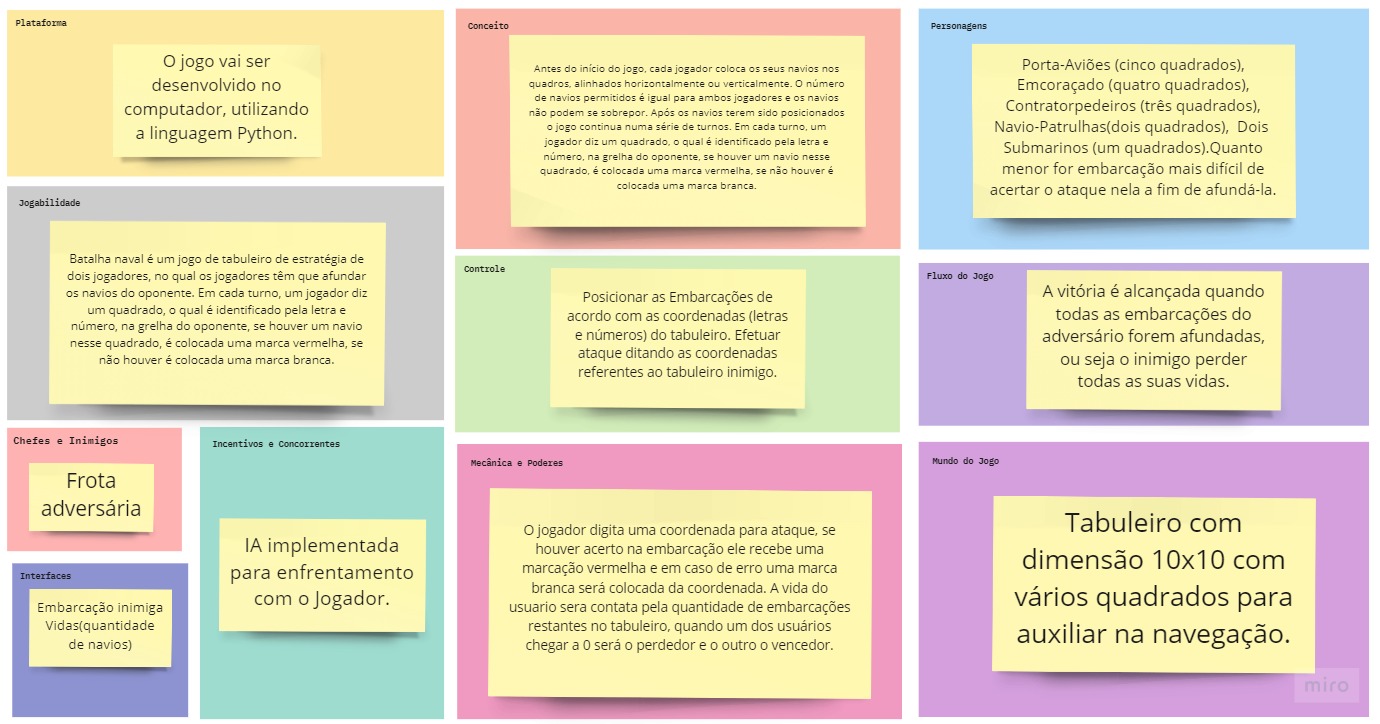 Plataforma
O jogo vai ser
desenvolvido no
computador, utilizando
a linguagem Python.
Conceito
Antes do início do jogo, cada jogador coloca os seus navios nos
quadros, alinhados horizontalmente ou verticalmente. O número
de navios permitidos é igual para ambos jogadores e os navios
não podem se sobrepor. Após os navios terem sido posicionados
o jogo continua numa série de turnos. Em cada turno, um
jogador diz um quadrado, o qual é identificado pela letra e
número, na grelha do oponente, se houver um navio nesse
quadrado, é colocada uma marca vermelha, se não houver é
colocada uma marca branca.
Personagens
Porta-Aviões (cinco quadrados),
Emcoraçado (quatro quadrados),
Contratorpedeiros (três quadrados),
Navio-Patrulhas(dois quadrados), Dois
Submarinos (um quadrados).Quanto
menor for embarcação mais difícil de
acertar o ataque nela a fim de afundá-la.
Jogabilidade
Batalha naval é um jogo de tabuleiro de estratégia de
dois jogadores, no qual os jogadores têm que afundar
os navios do oponente. Em cada turno, um jogador diz
um quadrado, o qual é identificado pela letra e
número, na grelha do oponente, se houver um navio
nesse quadrado, é colocada uma marca vermelha, se
não houver é colocada uma marca branca.
Controle
Posicionar as Embarcações de
acordo com as coordenadas (letras
e números) do tabuleiro. Efetuar
ataque ditando as coordenadas
referentes ao tabuleiro inimigo.
Fluxo do Jogo
A vitória é alcançada quando
todas as embarcações do
adversário forem afundadas,
ou seja o inimigo perder
todas as suas vidas.
Chefes e Inimigos
Frota
adversária
Interfaces
Embarcação inimiga
Vidas(quantidade
de navios)
Incentivos e Concorrentes
IA implementada
para enfrentamento
com o Jogador.
Mecânica e Poderes
O jogador digita uma coordenada para ataque, se
houver acerto na embarcação ele recebe uma
marcação vermelha e em caso de erro uma marca
branca será colocada da coordenada. A vida do
usuario sera contata pela quantidade de embarcações
restantes no tabuleiro, quando um dos usuários
chegar a 0 será o perdedor e o outro o vencedor.
Mundo do Jogo
Tabuleiro com
dimensão 10x10 com
vários quadrados para
auxiliar na navegação.
miro